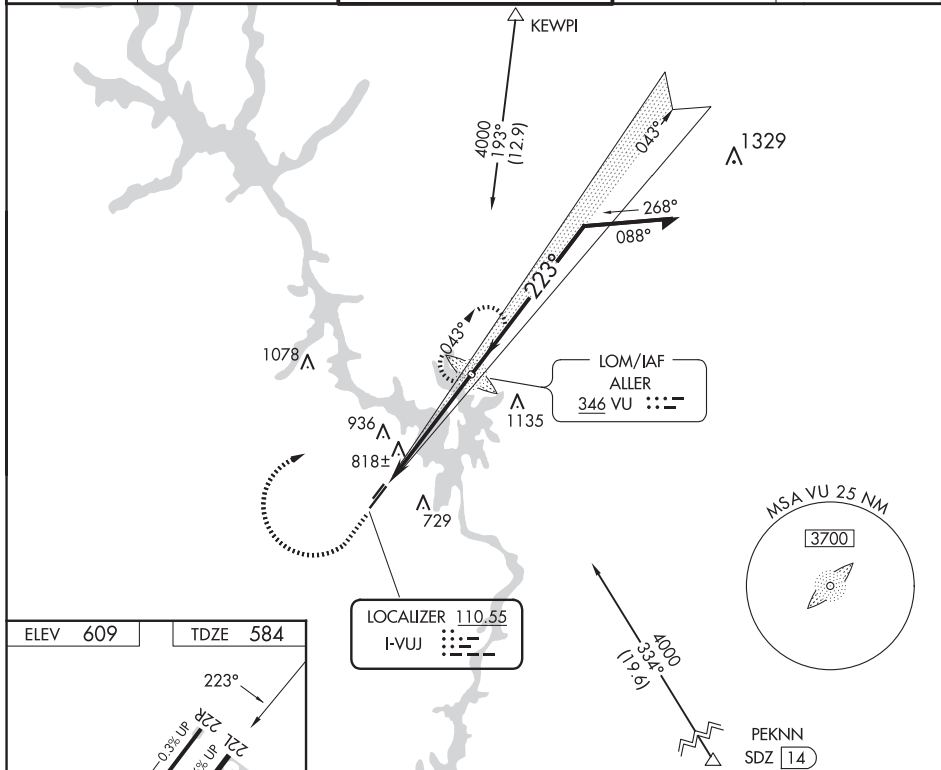 KEWPI
4000
193°
(12.9)
043°
1329
268°
088°
223°
043°
1078
LOM/IAF
ALLER
346 VU
1135
936
818±
729
MSA VU 25 NM
3700
LOCALIZER 110.55
I-VUJ
4000
334°
(19.6)
PEKNN
SDZ 14
ELEV 609
TDZE 584
223°
22R
22L
0.3% UP
% UP